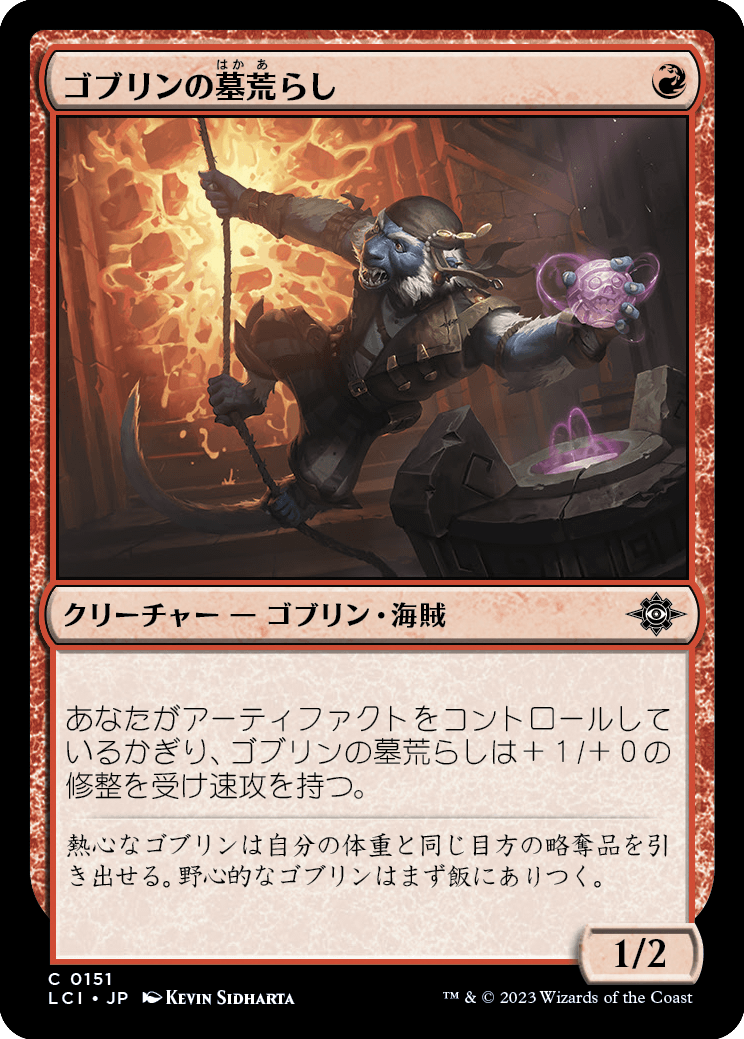 ゴブリンの墓荒らし
クリーチャー — ゴブリン・海賊
あなたがアーティファクトをコントロールして
いるかぎり、ゴブリンの墓荒らしは＋１/＋０の
修整を受け速攻を持つ。
熱心なゴブリンは自分の体重と同じ目方の略奪品を引
き出せる。野心的なゴブリンはまず飯にありつく。
1/2
C 0151
LCI • JP Kevin Sidharta
™ & © 2023 Wizards of the Coast